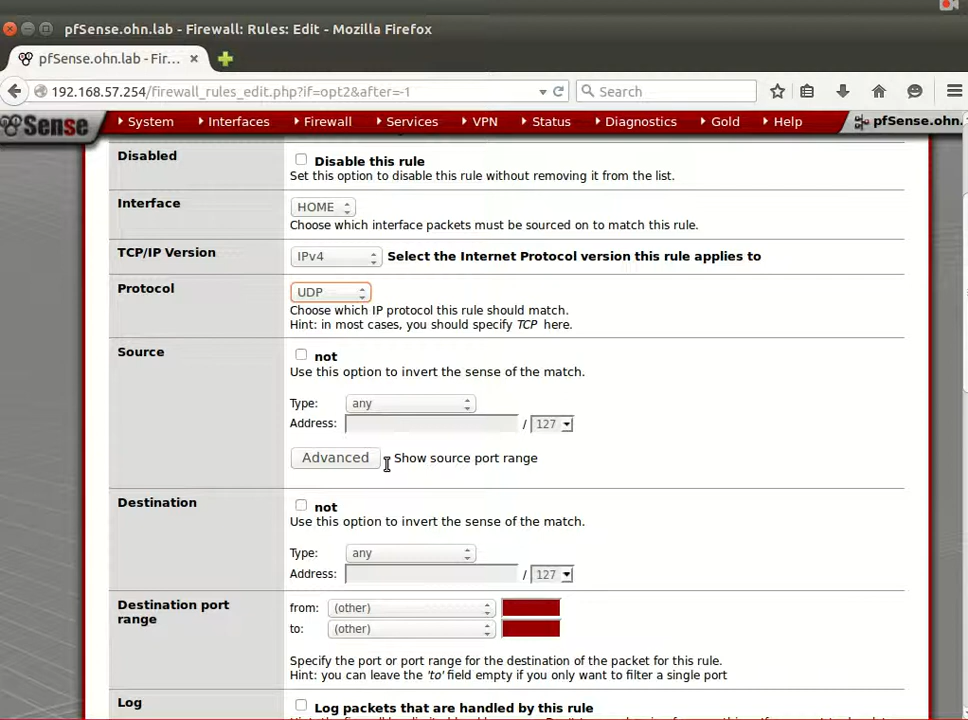 pfSense.ohn.lab - Firewall: Rules: Edit - Mozilla Firefox
pfSense.ohn.lab - Fir...
192.168.57.254/firewall_rules_edit.php?if=opt2&after=-1
Search
Sense
System
Interfaces
Firewall
Services
VPN
Status
Diagnostics
Gold
Help
pfSense.ohn.
Disabled
Disable this rule
Set this option to disable this rule without removing it from the list.
Interface
HOME
Choose which interface packets must be sourced on to match this rule.
TCP/IP Version
IPv4
Select the Internet Protocol version this rule applies to
Protocol
UDP
Choose which IP protocol this rule should match.
Hint: in most cases, you should specify TCP here.
Source
not
Use this option to invert the sense of the match.
Type:
any
Address:
/ 127
Advanced
Show source port range
Destination
not
Use this option to invert the sense of the match.
Type:
any
Address:
/ 127
Destination port
range
from:
(other)
to:
(other)
Specify the port or port range for the destination of the packet for this rule.
Hint: you can leave the 'to' field empty if you only want to filter a single port
Log
Log packets that are handled by this rule